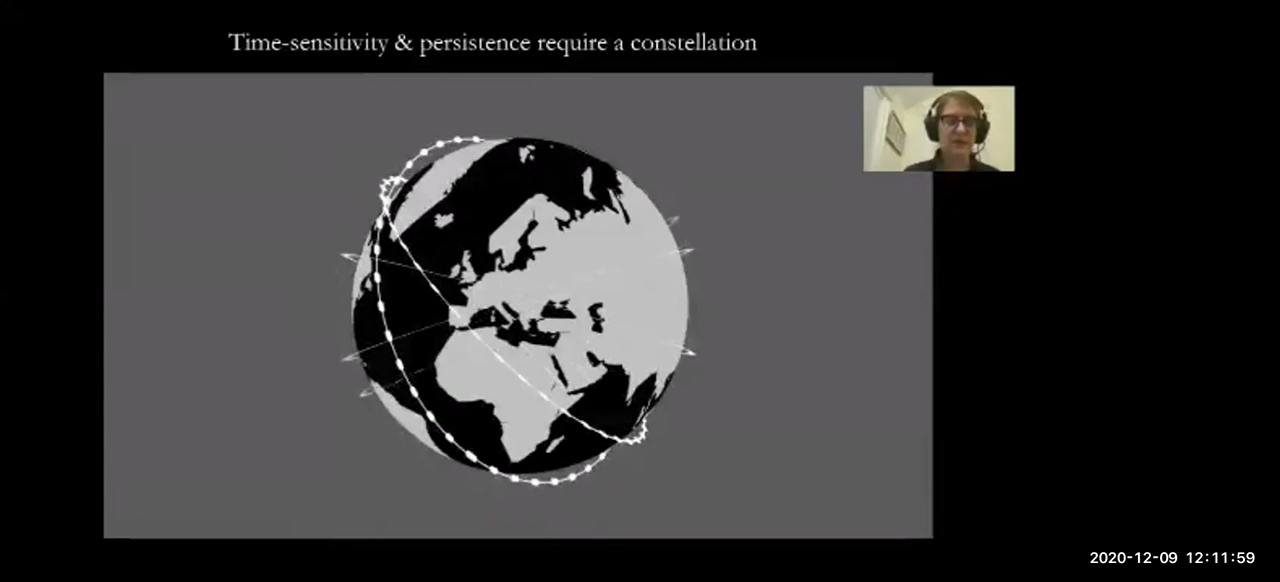 Time-sensitivity & persistence require a constellation
2020-12-09 12:11:59